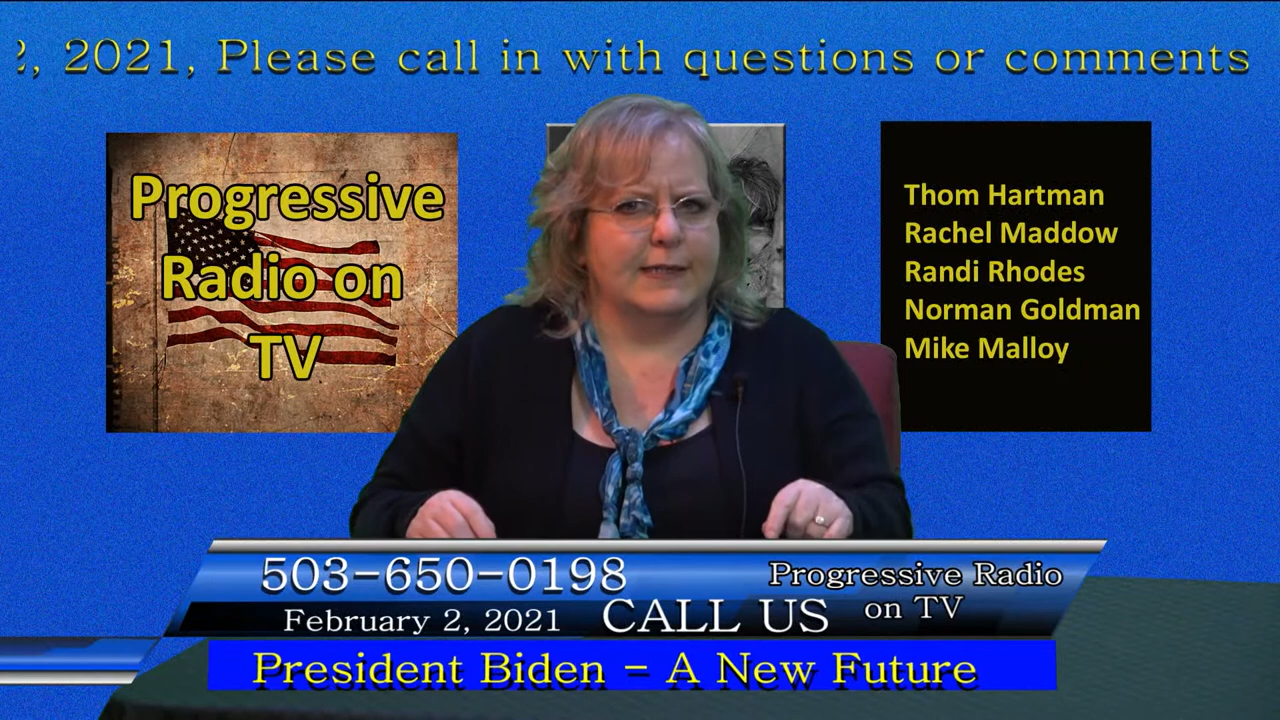 2, 2021, Please call in with questions or comments
Progressive
Radio on
TV
Thom Hartman
Rachel Maddow
Randi Rhodes
Norman Goldman
Mike Malloy
503-650-0198
Progressive Radio
on TV
February 2, 2021
CALL US
President Biden - A New Future